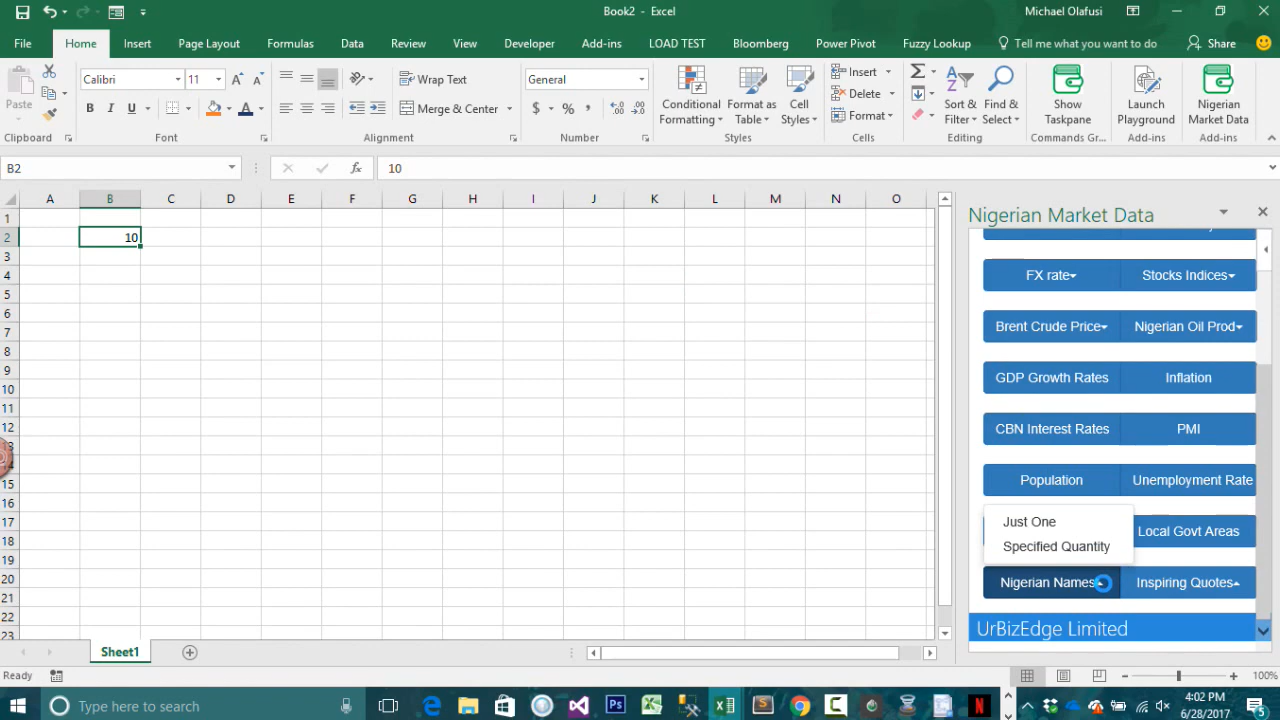 Book2 - Excel
Michael Olafusi
File Home Insert Page Layout Formulas Data Review View Developer Add-ins LOAD TEST Bloomberg Power Pivot Fuzzy Lookup Tell me what you want to do Share
Paste
Calibri 11
B I U
Wrap Text
Merge & Center
General
$ % ,
Conditional Formatting
Format as Table
Cell Styles
Insert
Delete
Format
Sort & Filter
Find & Select
Show Taskpane
Launch Playground
Nigerian Market Data
Clipboard Font Alignment Number Styles Cells Editing Commands Gr... Add-ins Add-ins
B2 fx 10
A B C D E F G H I J K L M N O
1
2 10
3
4
5
6
7
8
9
10
11
12
15
16
17
18
19
20
21
22
23
Nigerian Market Data
FX rate Stocks Indices
Brent Crude Price Nigerian Oil Prod
GDP Growth Rates Inflation
CBN Interest Rates PMI
Population Unemployment Rate
Just One
Specified Quantity
Local Govt Areas
Nigerian Names Inspiring Quotes
UrBizEdge Limited
Sheet1
Ready
100%
Type here to search
4:02 PM
6/28/2017
5